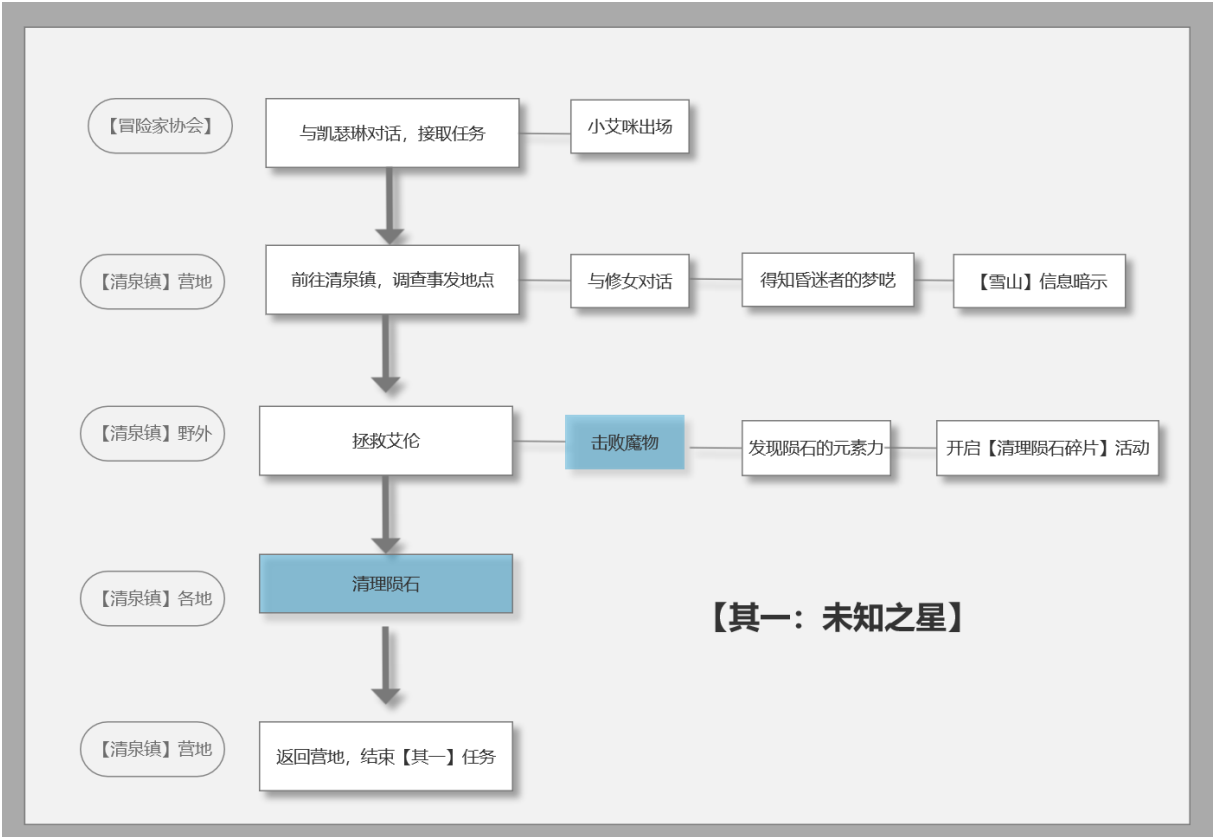 【冒险家协会】
与凯瑟琳对话，接取任务
小艾咪出场
【清泉镇】营地
前往清泉镇，调查事发地点
与修女对话
得知昏迷者的梦呓
【雪山】信息暗示
【清泉镇】野外
拯救艾伦
击败魔物
发现陨石的元素力
开启【清理陨石碎片】活动
【清泉镇】各地
清理陨石
【其一：未知之星】
【清泉镇】营地
返回营地，结束【其一】任务